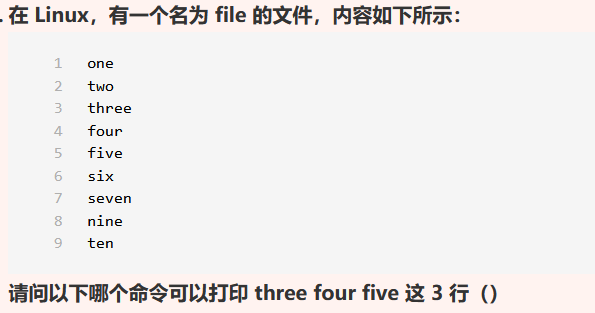 . 在 Linux，有一个名为 file 的文件，内容如下所示：
1 one
2 two
3 three
4 four
5 five
6 six
7 seven
8 nine
9 ten
请问以下哪个命令可以打印 three four five 这 3 行（）